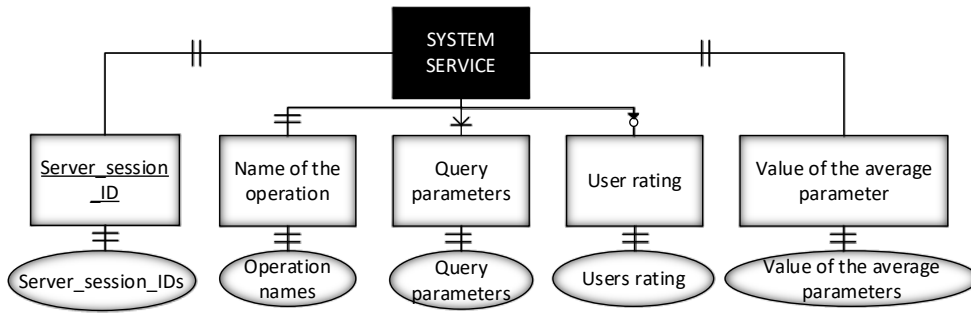 SYSTEM
SERVICE
Server_session
_ID
Name of the
operation
Query
parameters
User rating
Value of the average
parameter
Server_session_IDs
Operation
names
Query
parameters
Users rating
Value of the average
parameters